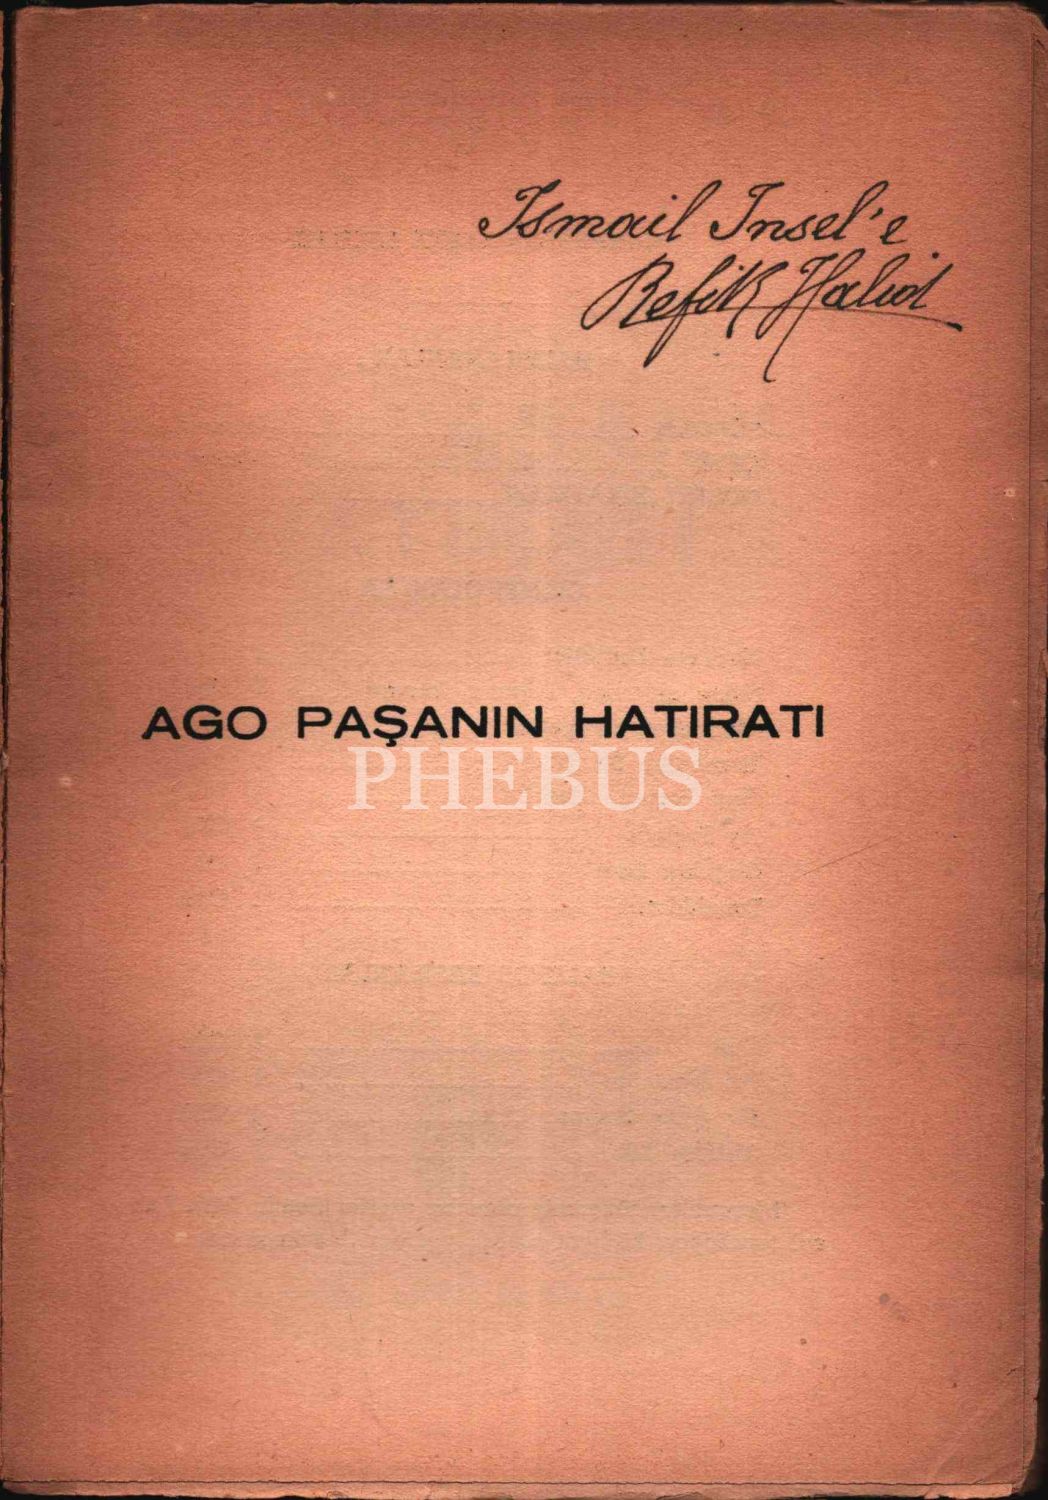 Ismail Insel'e
Refik Halid
AGO PAŞANIN HATIRATI
PHEBUS